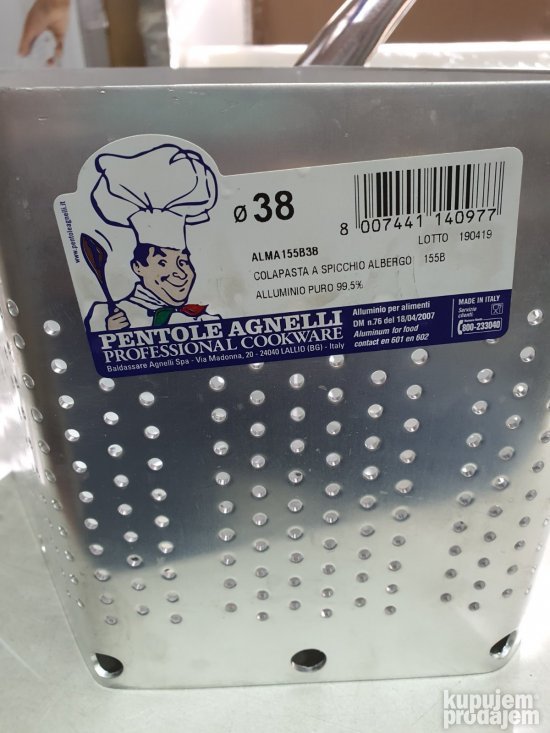 www.pentoleagnelli.it
ø 38
8 007441 140977
ALMA155B38
LOTTO 190419
COLAPASTA A SPICCHIO ALBERGO 155B
ALLUMINIO PURO 99.5%
PENTOLE AGNELLI
PROFESSIONAL COOKWARE
Baldassare Agnelli Spa - Via Madonna, 20 - 24040 LALLIO (BG) - Italy
Alluminio per alimenti
DM n.76 del 18/04/2007
Aluminum for food
contact en 601 en 602
MADE IN ITALY
Servizio
clienti
800-233040
kupujem
prodajem